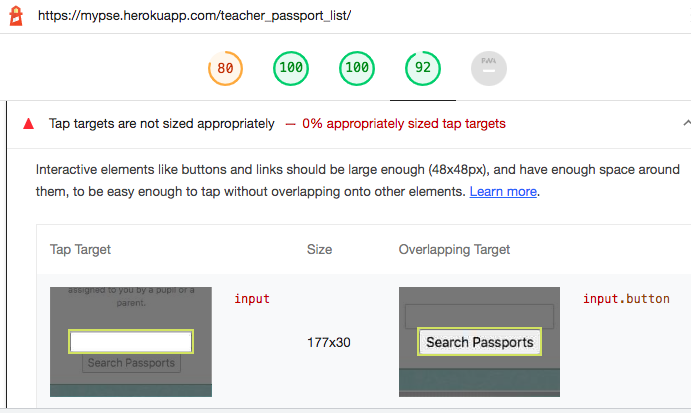 https://mypse.herokuapp.com/teacher_passport_list/
80 100 100 92 PWA
Tap targets are not sized appropriately — 0% appropriately sized tap targets
Interactive elements like buttons and links should be large enough (48x48px), and have enough space around
them, to be easy enough to tap without overlapping onto other elements. Learn more.
Tap Target Size Overlapping Target
assigned to you by a pupil or a
parent.
Search Passports
input
177x30
Search Passports
input.button